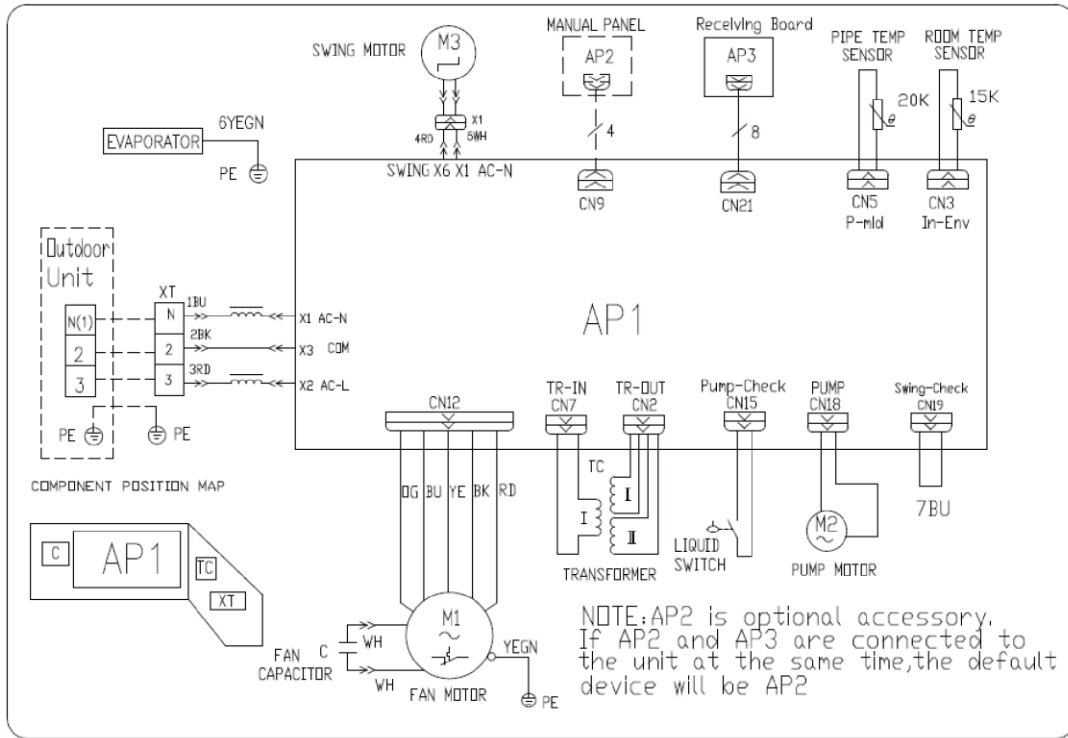 SWING MOTOR
M3
X1
4RD
5WH
MANUAL PANEL
AP2
4
Receiving Board
AP3
8
PIPE TEMP
SENSOR
20K
ROOM TEMP
SENSOR
15K
θ
θ
EVAPORATOR
6YEGN
PE
SWING X6 X1 AC-N
CN9
CN21
CN5
P-mid
CN3
In-Env
Outdoor
Unit
N(1)
2
3
PE
XT
N
2
3
PE
1BU
2BK
3RD
X1 AC-N
X3 COM
X2 AC-L
AP1
CN12
TR-IN
CN7
TR-OUT
CN2
Pump-Check
CN15
PUMP
CN18
Swing-Check
CN19
OG BU YE BK RD
TC
I
I
II
TRANSFORMER
LIQUID
SWITCH
M2
~
PUMP MOTOR
7BU
COMPONENT POSITION MAP
C
AP1
TC
XT
FAN
CAPACITOR
C
WH
WH
M1
~
FAN MOTOR
YEGN
PE
NOTE:AP2 is optional accessory.
If AP2 and AP3 are connected to
the unit at the same time,the default
device will be AP2